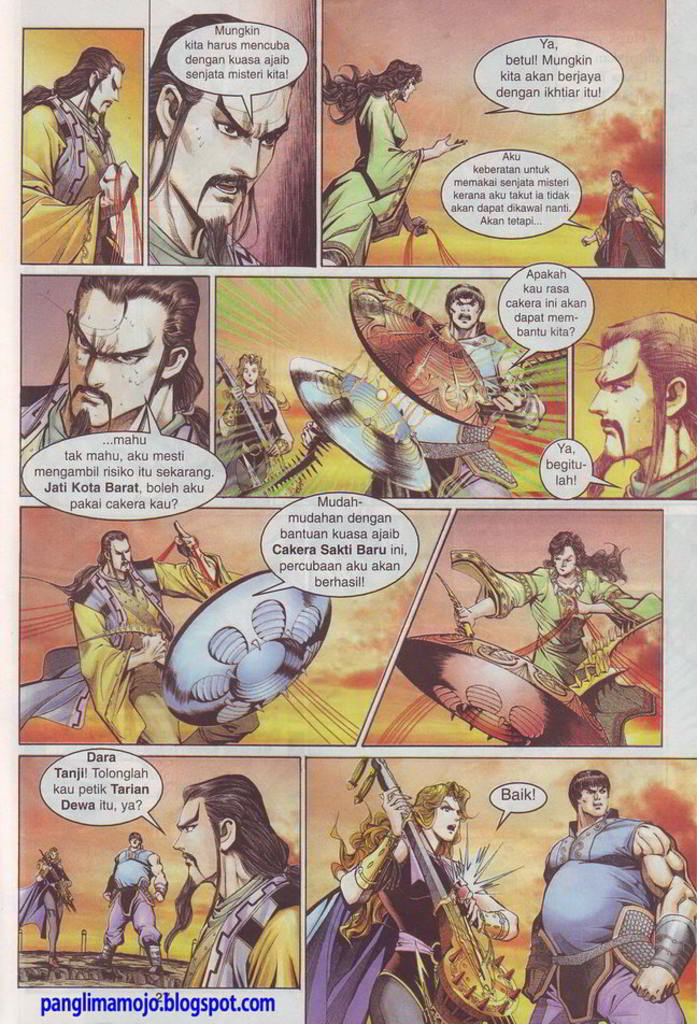 Mungkin
kita harus mencuba
dengan kuasa ajaib
senjata misteri kita!
Ya,
betul! Mungkin
kita akan berjaya
dengan ikhtiar itu!
Aku
keberatan untuk
memakai senjata misteri
kerana aku takut ia tidak
akan dapat dikawal nanti.
Akan tetapi...
...mahu
tak mahu, aku mesti
mengambil risiko itu sekarang.
Jati Kota Barat, boleh aku
pakai cakera kau?
Apakah
kau rasa
cakera ini akan
dapat mem-
bantu kita?
Ya,
begitu-
lah!
Mudah-
mudahan dengan
bantuan kuasa ajaib
Cakera Sakti Baru ini,
percubaan aku akan
berhasil!
Dara
Tanji! Tolonglah
kau petik Tarian
Dewa itu, ya?
Baik!
panglimamojo.blogspot.com